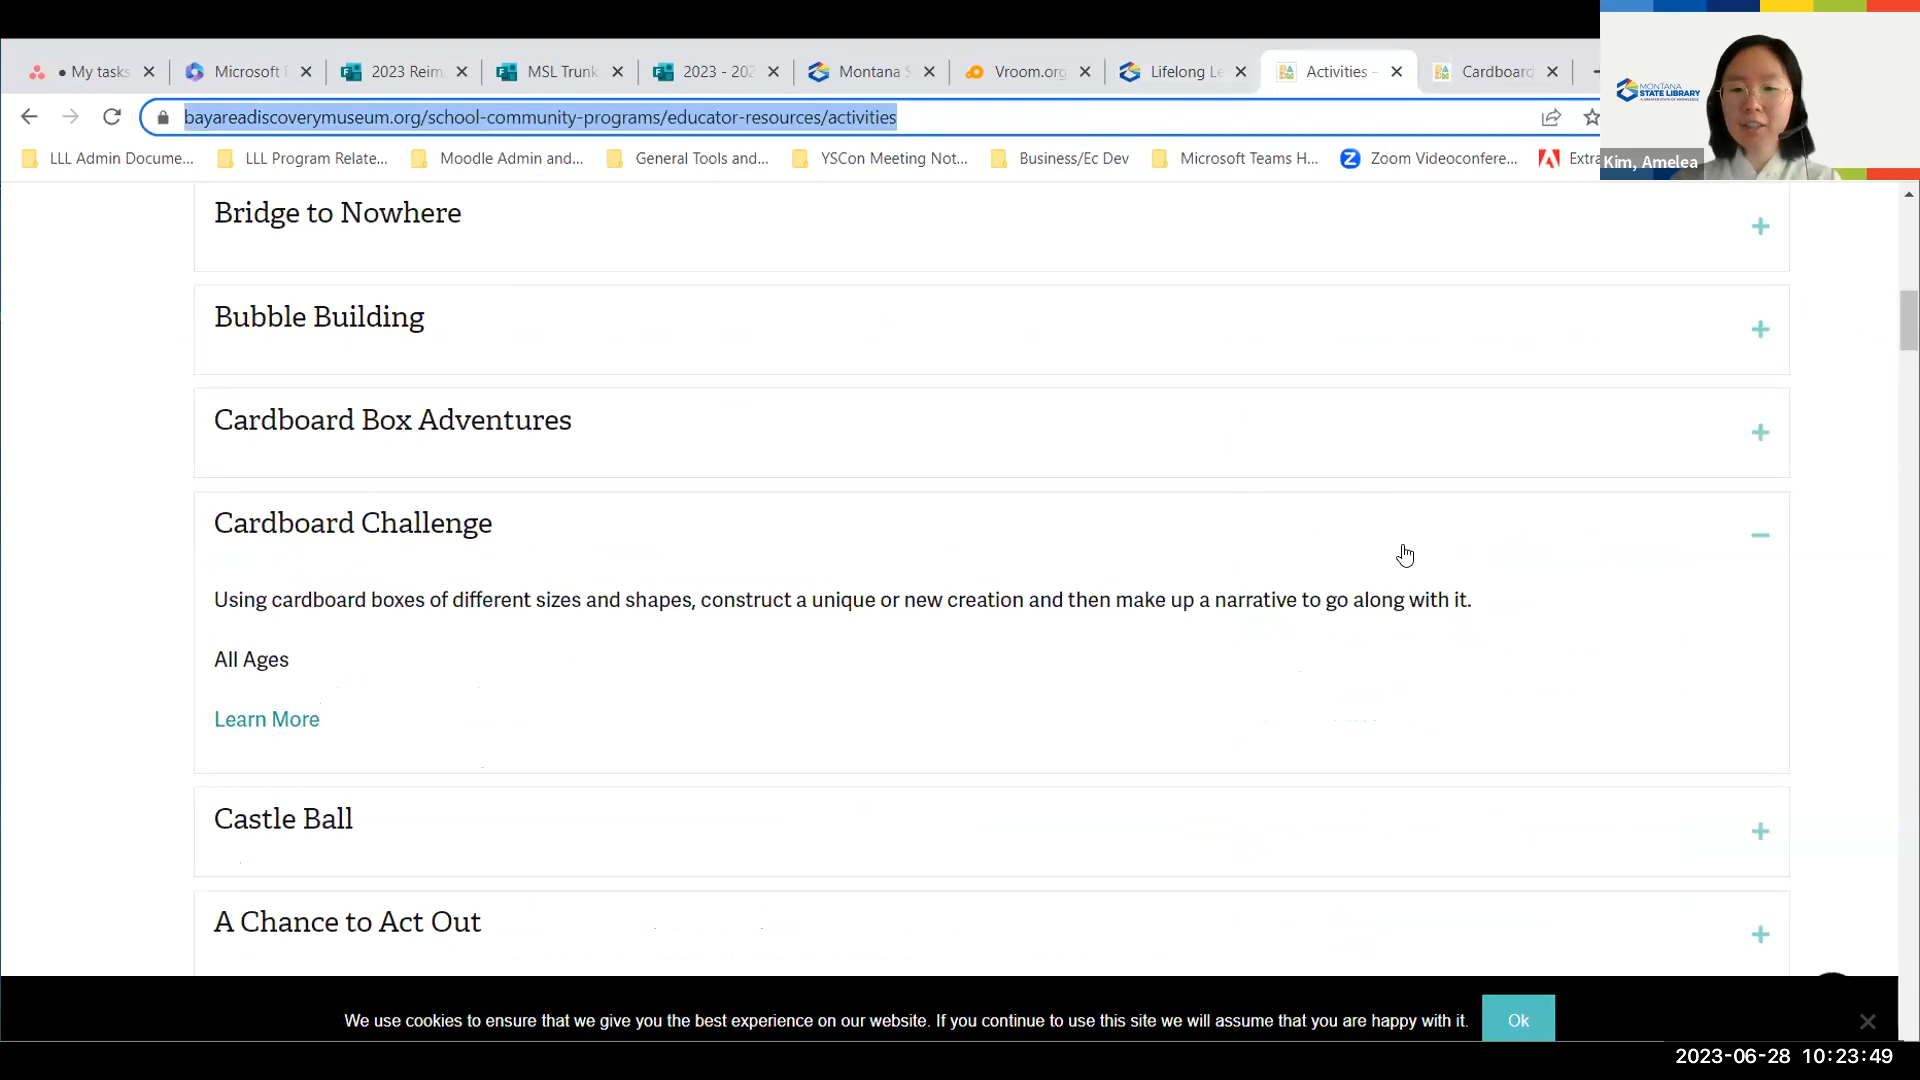 My tasks
Microsoft
2023 Reim
MSL Trunk
2023 - 202
Montana S
Vroom.org
Lifelong Le
Activities –
Cardboard
bayareadiscoverymuseum.org/school-community-programs/educator-resources/activities
LLL Admin Docume...
LLL Program Relate...
Moodle Admin and...
General Tools and...
YSCon Meeting Not...
Business/Ec Dev
Microsoft Teams H...
Zoom Videoconfere...
Extra
MONTANA
STATE LIBRARY
Kim, Amelea
Bridge to Nowhere
Bubble Building
Cardboard Box Adventures
Cardboard Challenge
Using cardboard boxes of different sizes and shapes, construct a unique or new creation and then make up a narrative to go along with it.
All Ages
Learn More
Castle Ball
A Chance to Act Out
We use cookies to ensure that we give you the best experience on our website. If you continue to use this site we will assume that you are happy with it.
Ok
2023-06-28 10:23:49